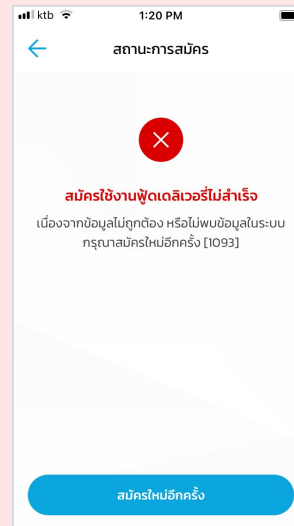 ktb 1:20 PM
สถานะการสมัคร
สมัครใช้งานฟู้ดเดลิเวอรี่ไม่สำเร็จ
เนื่องจากข้อมูลไม่ถูกต้อง หรือไม่พบข้อมูลในระบบ
กรุณาสมัครใหม่อีกครั้ง [1093]
สมัครใหม่อีกครั้ง